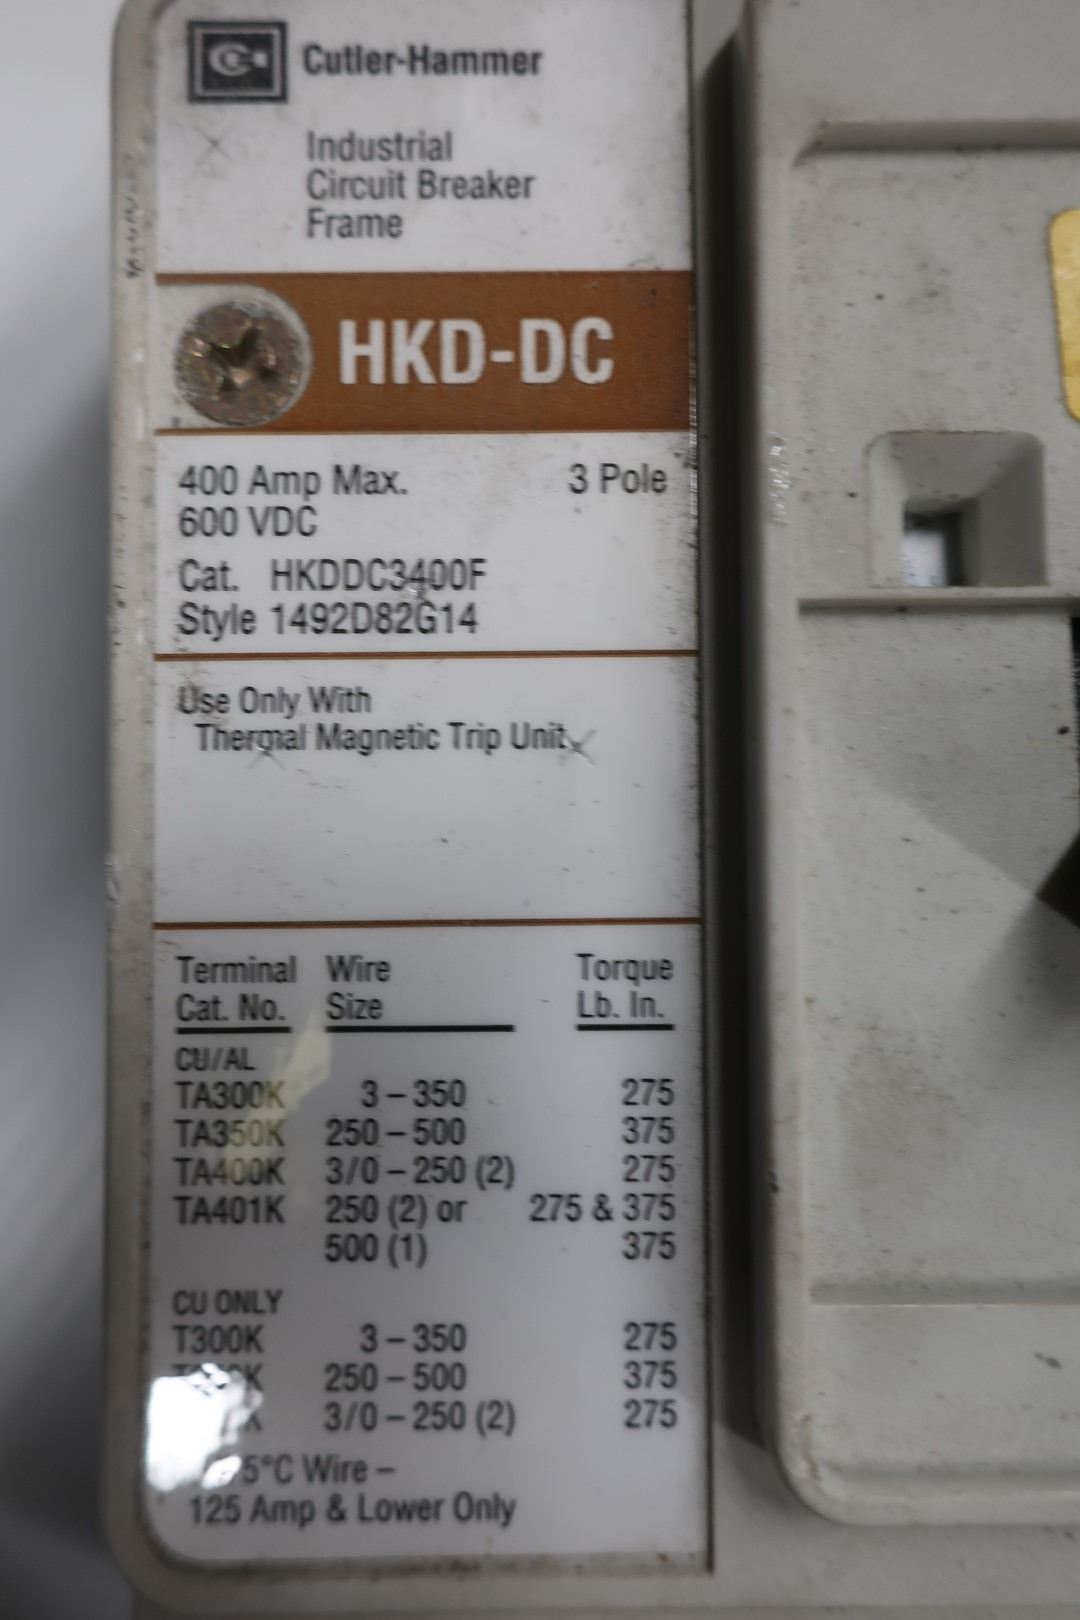 Cutler-Hammer
Industrial
Circuit Breaker
Frame
HKD-DC
400 Amp Max. 3 Pole
600 VDC
Cat. HKDDC3400F
Style 1492D82G14
Use Only With
Thermal Magnetic Trip Unit
Terminal Wire Torque
Cat. No. Size Lb. In.
CU/AL
TA300K 3 – 350 275
TA350K 250 – 500 375
TA400K 3/0 – 250 (2) 275
TA401K 250 (2) or 275 & 375
500 (1) 375
CU ONLY
T300K 3 – 350 275
250 – 500 375
3/0 – 250 (2) 275
Wire –
125 Amp & Lower Only